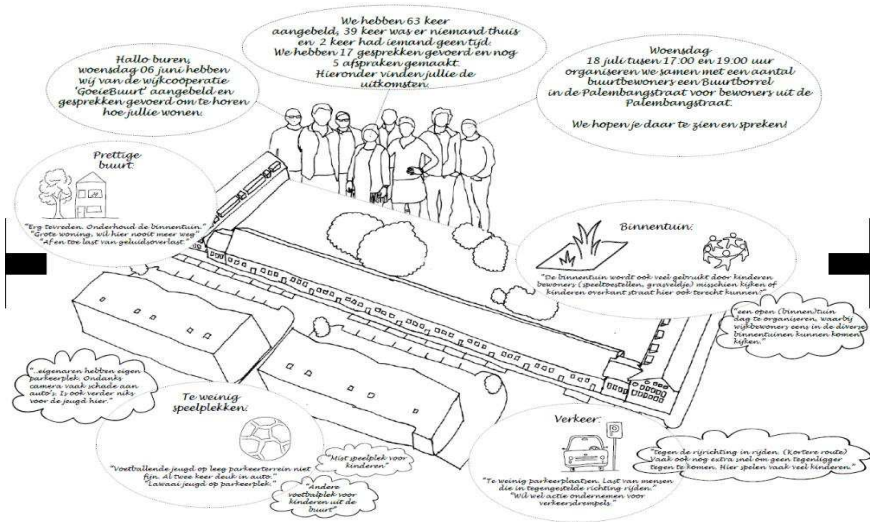 Hallo buren,
woensdag 06 juni hebben
wij van de wijkcoöperatie
'GoeieBuurt' aangebeld en
gesprekken gevoerd om te horen
hoe jullie wonen.
We hebben 63 keer
aangebeld, 39 keer was er niemand thuis
en 2 keer had iemand geen tijd.
We hebben 17 gesprekken gevoerd en nog
5 afspraken gemaakt.
Hieronder vinden jullie de
uitkomsten.
Woensdag
18 juli tusen 17:00 en 19:00 uur
organiseren we samen met een aantal
buurtbewoners een Buurtborrel
in de Palembangstraat voor bewoners uit de
Palembangstraat.
We hopen je daar te zien en spreken!
Prettige
buurt:
"Erg tevreden. Onderhoud de binnentuin."
"Grote woning, wil hier nooit meer weg"
"Af en toe last van geluidsoverlast."
Binnentuin:
"De binnentuin wordt ook veel gebruikt door kinderen
bewoners (speeltoestellen, grasveldje) misschien kijken of
kinderen overkant straat hier ook terecht kunnen?"
"een open (binnen)tuin
dag te organiseren, waarbij
wijkbewoners eens in de diverse
binnentuinen kunnen komen
kijken."
"..eigenaren hebben eigen
parkeerplek. Ondanks
camera vaak schade aan
auto's. Is ook verder niks
voor de jeugd hier."
Te weinig
speelplekken:
"Voetballende jeugd op leeg parkeerterrein niet
fijn. Al twee keer deuk in auto."
"Lawaai jeugd op parkeerplek."
"Mist speelplek voor
kinderen"
"Andere
voetbalplek voor
kinderen uit de
buurt"
Verkeer:
P
"Te weinig parkeerplaatsen. Last van mensen
die in tegengestelde richting rijden."
"Wil wel actie ondernemen voor
verkeersdrempels."
"tegen de rijrichting in rijden. (Kortere route)
Vaak ook nog extra snel om geen tegenligger
tegen te komen. Hier spelen vaak veel kinderen."